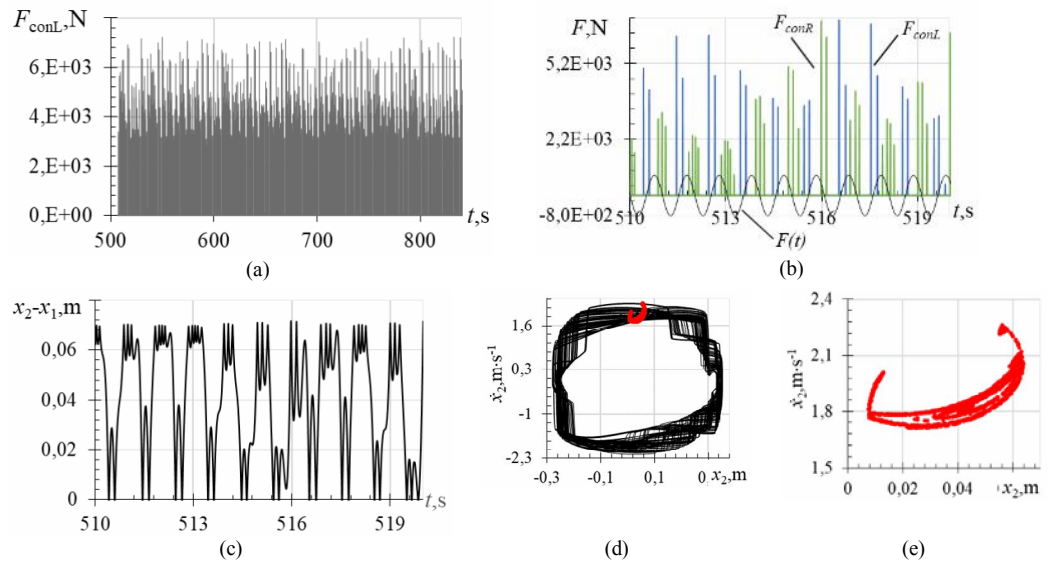 F_conL,N
8,E+03
6,E+03
4,E+03
2,E+03
0,E+00
500 600 700 800 t,s
(a)
F,N
F_conR
F_conL
5,2E+03
2,2E+03
-8,0E+02
510 513 516 519 t,s
F(t)
(b)
x₂-x₁,m
0,06
0,04
0,02
0
510 513 516 519 t,s
(c)
ẋ₂,m·s⁻¹
1,6
0,3
-1
-2,3
-0,3 -0,1 0,1 0. x₂,m
(d)
ẋ₂,m·s⁻¹
2,4
2,1
1,8
1,5
0 0,02 0,04 x₂,m
(e)